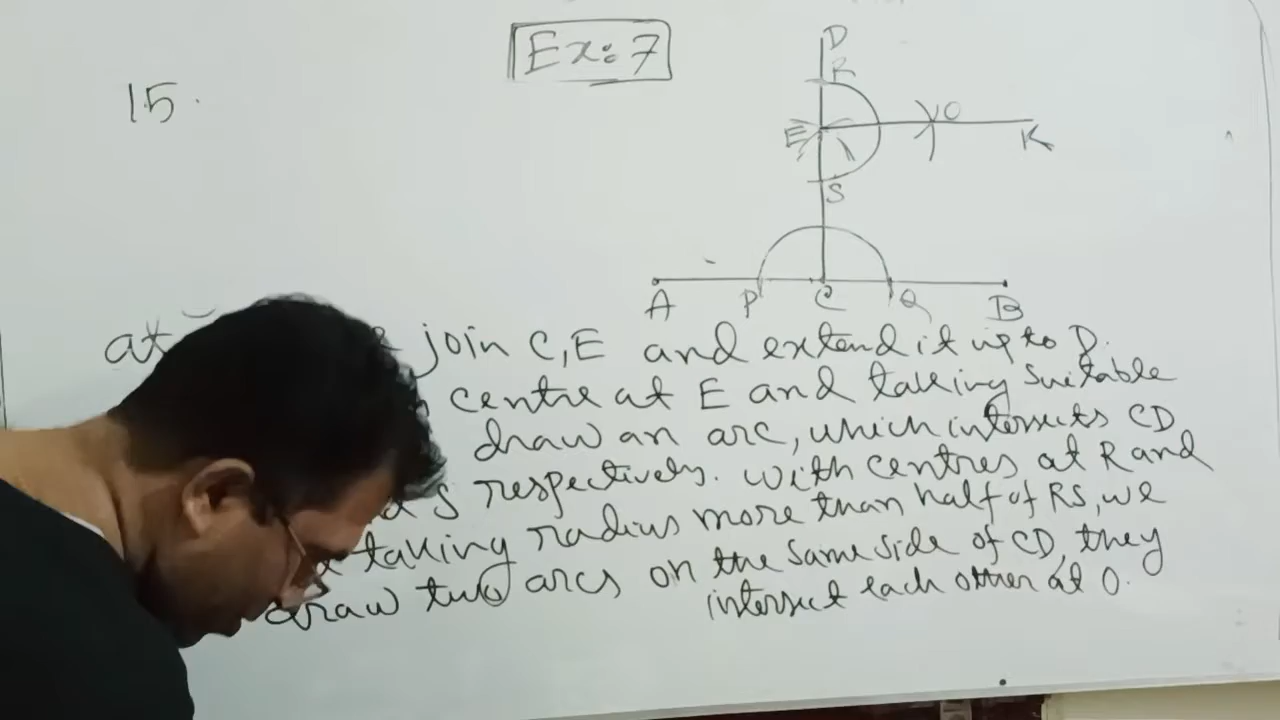 Ex: 7
15.
D
R
O
E
K
S
A P C Q B
at join C, E and extend it up to D.
centre at E and taking suitable
draw an arc, which intersects CD
S respectively. With centres at R and
taking radius more than half of RS, we
draw two arcs on the same side of CD, they
intersect each other at O.